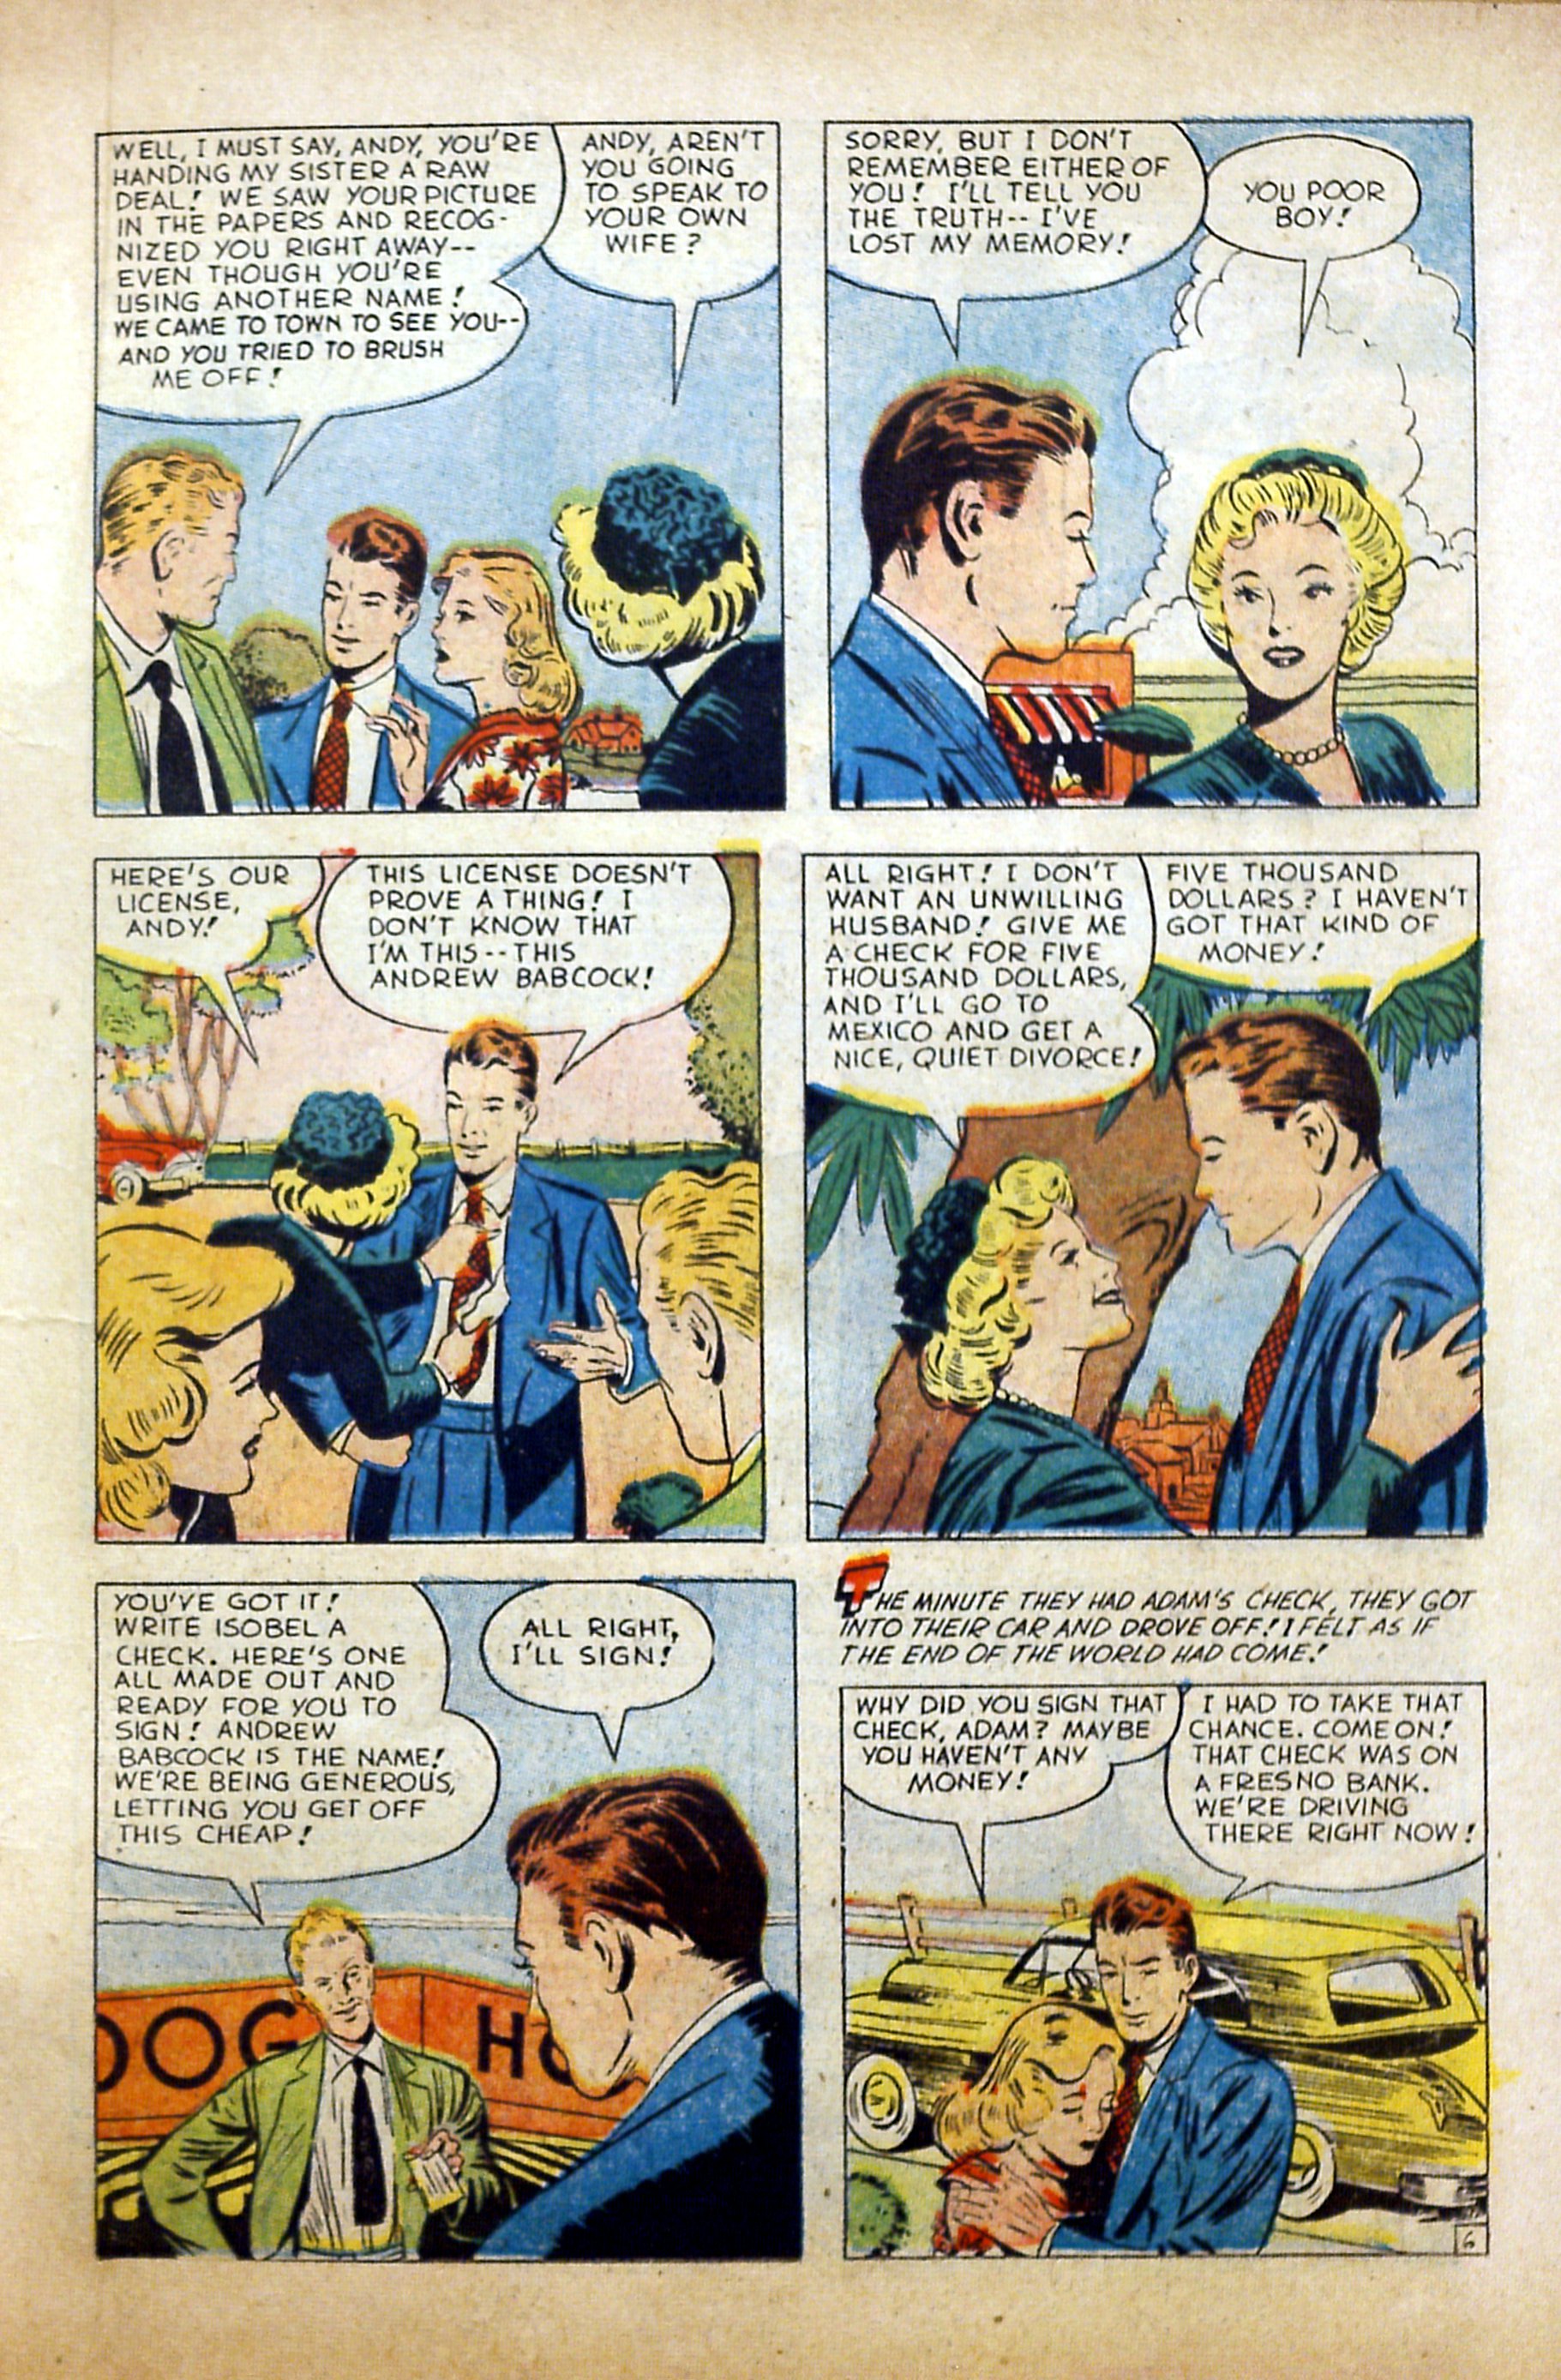 WELL, I MUST SAY, ANDY, YOU'RE
HANDING MY SISTER A RAW
DEAL! WE SAW YOUR PICTURE
IN THE PAPERS AND RECOG-
NIZED YOU RIGHT AWAY--
EVEN THOUGH YOU'RE
USING ANOTHER NAME!
WE CAME TO TOWN TO SEE YOU--
AND YOU TRIED TO BRUSH
ME OFF!
ANDY, AREN'T
YOU GOING
TO SPEAK TO
YOUR OWN
WIFE?
SORRY, BUT I DON'T
REMEMBER EITHER OF
YOU! I'LL TELL YOU
THE TRUTH-- I'VE
LOST MY MEMORY!
YOU POOR
BOY!
HERE'S OUR
LICENSE,
ANDY!
THIS LICENSE DOESN'T
PROVE A THING! I
DON'T KNOW THAT
I'M THIS--THIS
ANDREW BABCOCK!
ALL RIGHT! I DON'T
WANT AN UNWILLING
HUSBAND! GIVE ME
A CHECK FOR FIVE
THOUSAND DOLLARS,
AND I'LL GO TO
MEXICO AND GET A
NICE, QUIET DIVORCE!
FIVE THOUSAND
DOLLARS? I HAVEN'T
GOT THAT KIND OF
MONEY!
YOU'VE GOT IT!
WRITE ISOBEL A
CHECK. HERE'S ONE
ALL MADE OUT AND
READY FOR YOU TO
SIGN! ANDREW
BABCOCK IS THE NAME!
WE'RE BEING GENEROUS,
LETTING YOU GET OFF
THIS CHEAP!
ALL RIGHT,
I'LL SIGN!
DOG HO
THE MINUTE THEY HAD ADAM'S CHECK, THEY GOT
INTO THEIR CAR AND DROVE OFF! I FELT AS IF
THE END OF THE WORLD HAD COME!
WHY DID YOU SIGN THAT
CHECK, ADAM? MAYBE
YOU HAVEN'T ANY
MONEY!
I HAD TO TAKE THAT
CHANCE. COME ON!
THAT CHECK WAS ON
A FRESNO BANK.
WE'RE DRIVING
THERE RIGHT NOW!
6